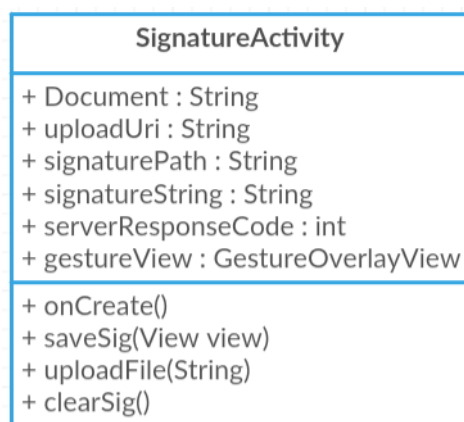 SignatureActivity
+ Document : String
+ uploadUri : String
+ signaturePath : String
+ signatureString : String
+ serverResponseCode : int
+ gestureView : GestureOverlayView
+ onCreate()
+ saveSig(View view)
+ uploadFile(String)
+ clearSig()